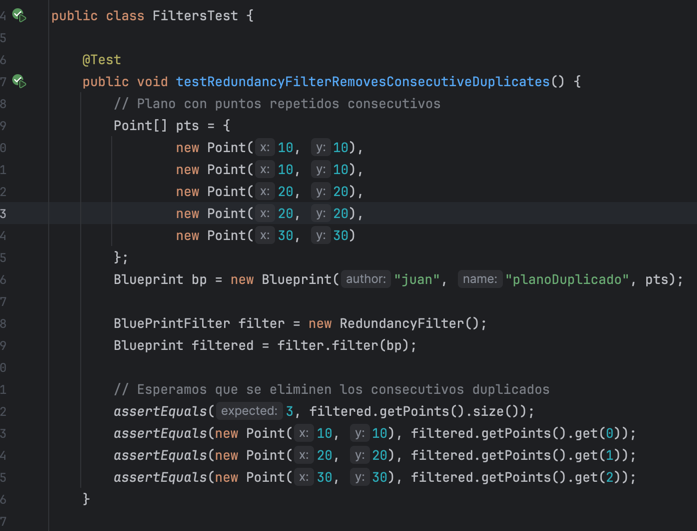 4 public class FiltersTest {
5
6 @Test
7 public void testRedundancyFilterRemovesConsecutiveDuplicates() {
8 // Plano con puntos repetidos consecutivos
9 Point[] pts = {
0 new Point( x: 10, y: 10),
1 new Point( x: 10, y: 10),
2 new Point( x: 20, y: 20),
3 new Point( x: 20, y: 20),
4 new Point( x: 30, y: 30)
5 };
6 Blueprint bp = new Blueprint( author: "juan", name: "planoDuplicado", pts);
7
8 BluePrintFilter filter = new RedundancyFilter();
9 Blueprint filtered = filter.filter(bp);
0
1 // Esperamos que se eliminen los consecutivos duplicados
2 assertEquals( expected: 3, filtered.getPoints().size());
3 assertEquals(new Point( x: 10, y: 10), filtered.getPoints().get(0));
4 assertEquals(new Point( x: 20, y: 20), filtered.getPoints().get(1));
5 assertEquals(new Point( x: 30, y: 30), filtered.getPoints().get(2));
6 }
7